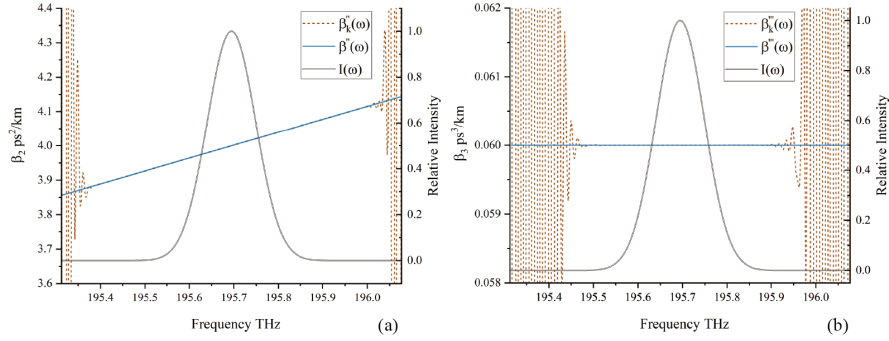 4.4
4.3
4.2
4.1
4.0
3.9
3.8
3.7
3.6
β₂ ps²/km
β″ₖ(ω)
β″(ω)
I(ω)
1.0
0.8
0.6
0.4
0.2
0.0
Relative Intensity
195.4
195.5
195.6
195.7
195.8
195.9
196.0
Frequency THz
(a)
0.062
0.061
0.060
0.059
0.058
β₃ ps³/km
β‴ₖ(ω)
β‴(ω)
I(ω)
1.0
0.8
0.6
0.4
0.2
0.0
Relative Intensity
195.4
195.5
195.6
195.7
195.8
195.9
196.0
Frequency THz
(b)